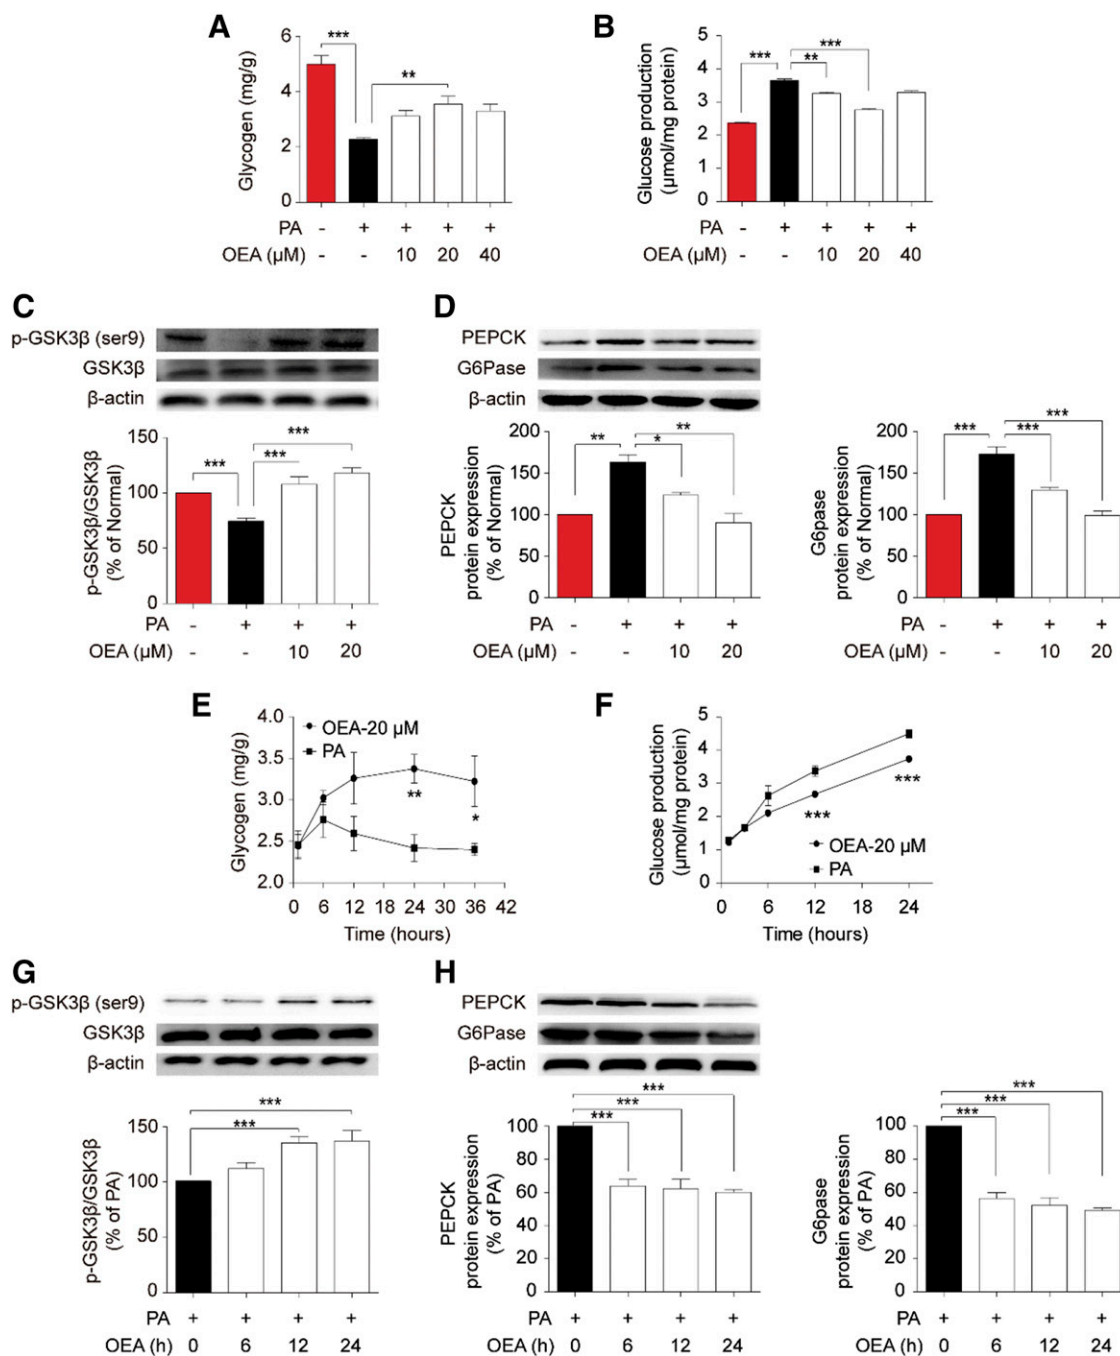 A
B
Glycogen (mg/g)
6
4
2
0
***
**
PA - + + + +
OEA (µM) - - 10 20 40
Glucose production
(µmol/mg protein)
5
4
3
2
1
0
***
***
**
PA - + + + +
OEA (µM) - - 10 20 40
C
p-GSK3β (ser9)
GSK3β
β-actin
p-GSK3β/GSK3β
(% of Normal)
150
100
50
0
***
***
***
PA - + + +
OEA (µM) - - 10 20
D
PEPCK
G6Pase
β-actin
PEPCK
protein expression
(% of Normal)
200
150
100
50
0
**
**
*
PA - + + +
OEA (µM) - - 10 20
G6pase
protein expression
(% of Normal)
200
150
100
50
0
***
***
***
PA - + + +
OEA (µM) - - 10 20
E
Glycogen (mg/g)
4.0
3.5
3.0
2.5
2.0
OEA-20 µM
PA
**
*
0 6 12 18 24 30 36 42
Time (hours)
F
Glucose production
(µmol/mg protein)
5
4
3
2
1
0
***
***
OEA-20 µM
PA
0 6 12 18 24
Time (hours)
G
p-GSK3β (ser9)
GSK3β
β-actin
p-GSK3β/GSK3β
(% of PA)
150
100
50
0
***
***
PA + + + +
OEA (h) 0 6 12 24
H
PEPCK
G6Pase
β-actin
PEPCK
protein expression
(% of PA)
100
80
60
40
20
0
***
***
***
PA + + + +
OEA (h) 0 6 12 24
G6pase
protein expression
(% of PA)
100
80
60
40
20
0
***
***
***
PA + + + +
OEA (h) 0 6 12 24